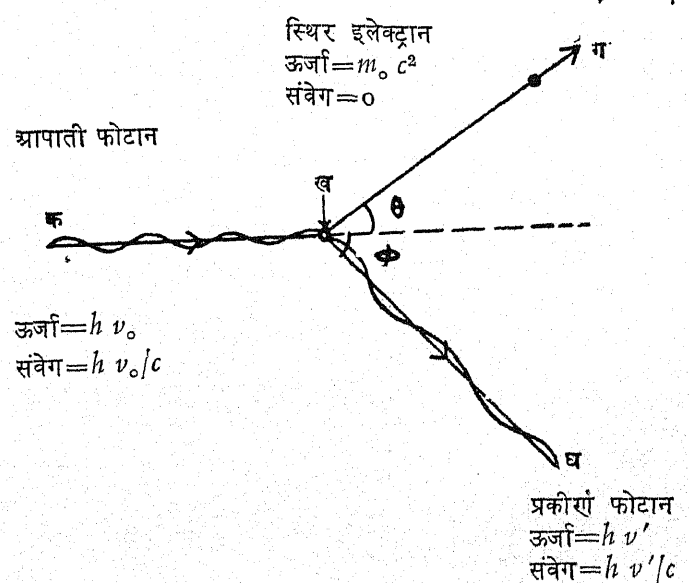 स्थिर इलेक्ट्रान
ऊर्जा=m₀ c²
संवेग=0
ग
आपाती फोटान
ख
क
θ
ϕ
ऊर्जा=h ν₀
संवेग=h ν₀/c
घ
प्रकीर्ण फोटान
ऊर्जा=h ν'
संवेग=h ν'/c